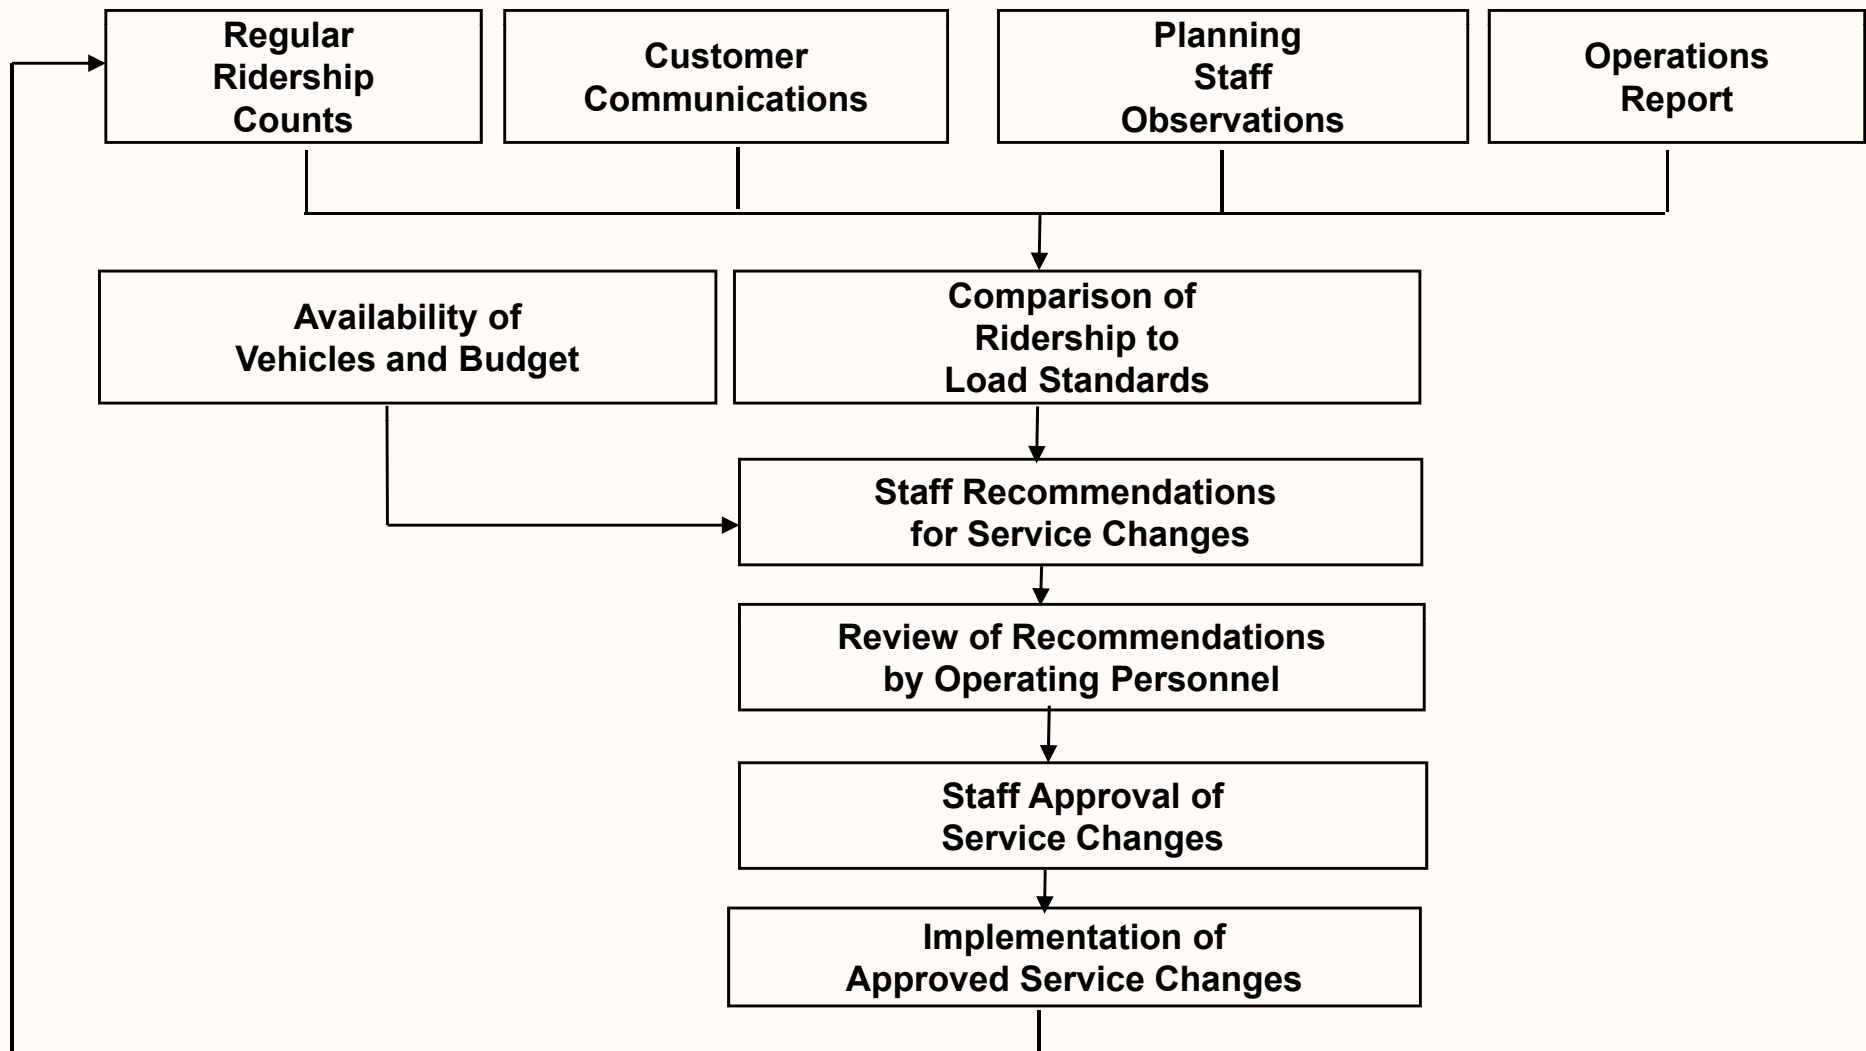 Regular
Ridership
Counts
Customer
Communications
Planning
Staff
Observations
Operations
Report
Availability of
Vehicles and Budget
Comparison of
Ridership to
Load Standards
Staff Recommendations
for Service Changes
Review of Recommendations
by Operating Personnel
Staff Approval of
Service Changes
Implementation of
Approved Service Changes